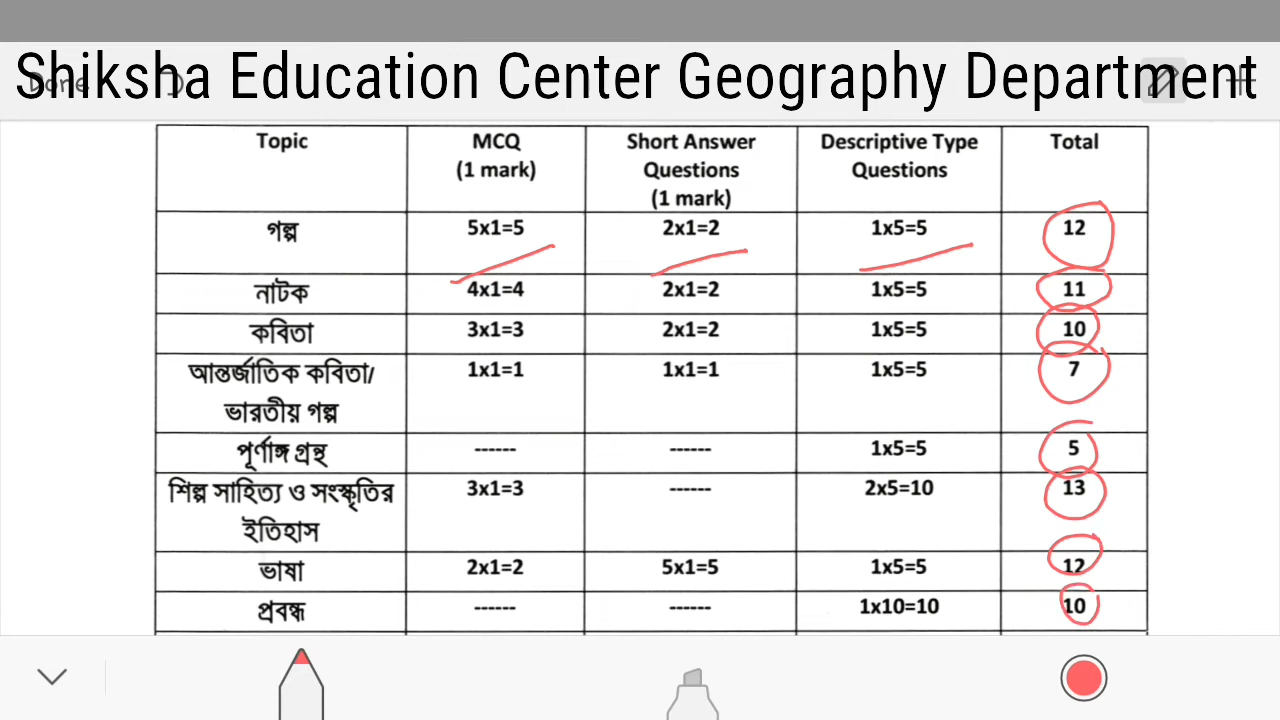 Shiksha Education Center Geography Department
Done
Topic MCQ (1 mark) Short Answer Questions (1 mark) Descriptive Type Questions Total
গল্প 5x1=5 2x1=2 1x5=5 12
নাটক 4x1=4 2x1=2 1x5=5 11
কবিতা 3x1=3 2x1=2 1x5=5 10
আন্তর্জাতিক কবিতা/ 1x1=1 1x1=1 1x5=5 7
ভারতীয় গল্প
পূর্ণাঙ্গ গ্রন্থ ------ ------ 1x5=5 5
শিল্প সাহিত্য ও সংস্কৃতির 3x1=3 ------ 2x5=10 13
ইতিহাস
ভাষা 2x1=2 5x1=5 1x5=5 12
প্রবন্ধ ------ ------ 1x10=10 10